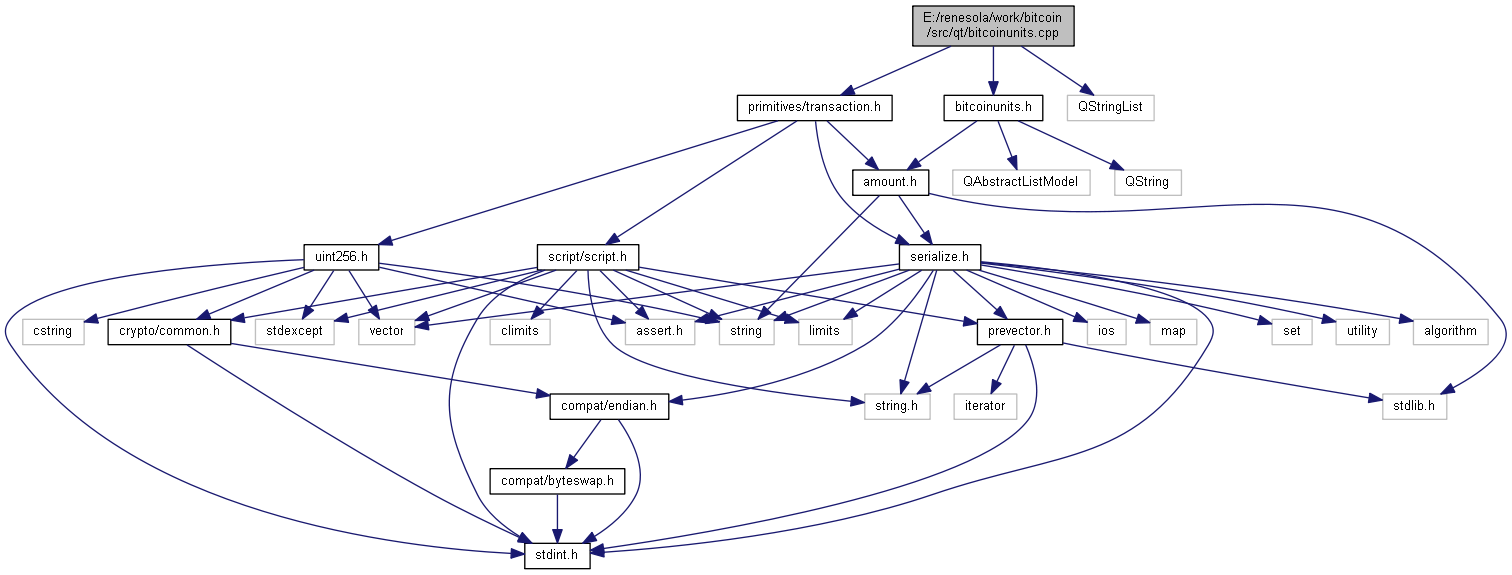 E:/renesola/work/bitcoin
/src/qt/bitcoinunits.cpp
primitives/transaction.h
bitcoinunits.h
QStringList
amount.h
QAbstractListModel
QString
uint256.h
script/script.h
serialize.h
cstring
crypto/common.h
stdexcept
vector
climits
assert.h
string
limits
prevector.h
ios
map
set
utility
algorithm
compat/endian.h
string.h
iterator
stdlib.h
compat/byteswap.h
stdint.h